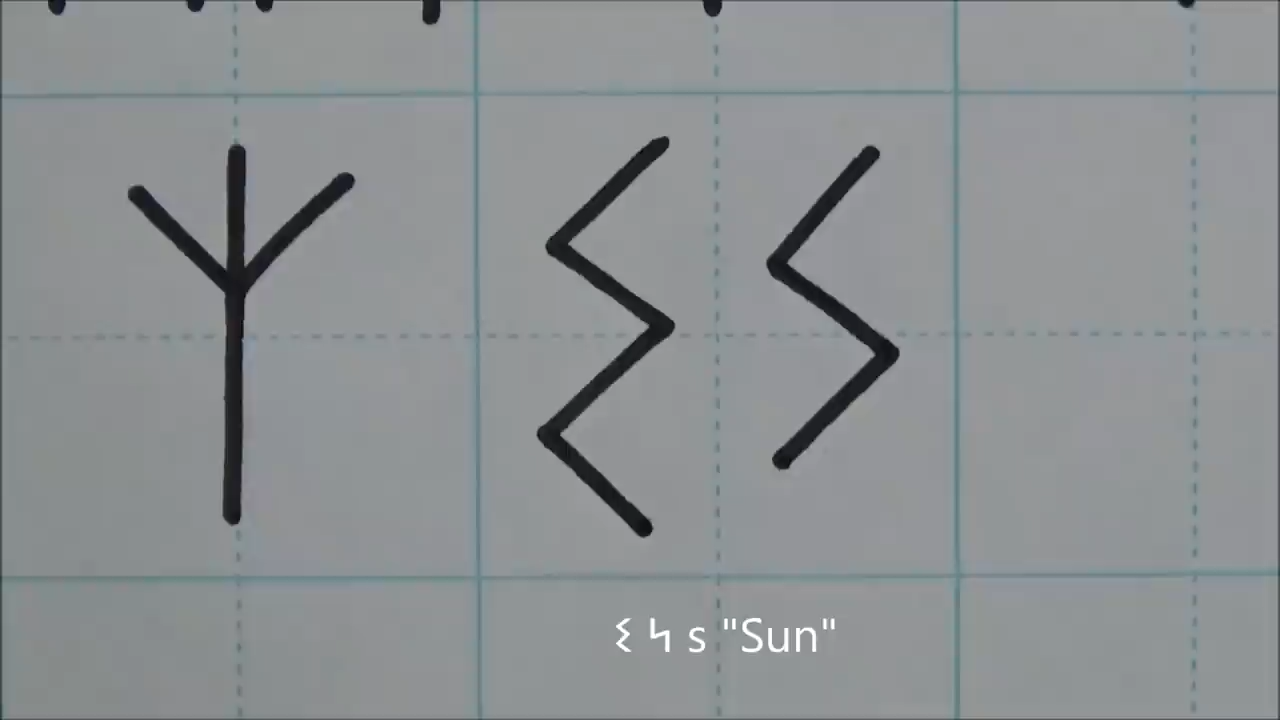 ᛉ ᛊ ᛋ
ᛊ ᛋ s "Sun"